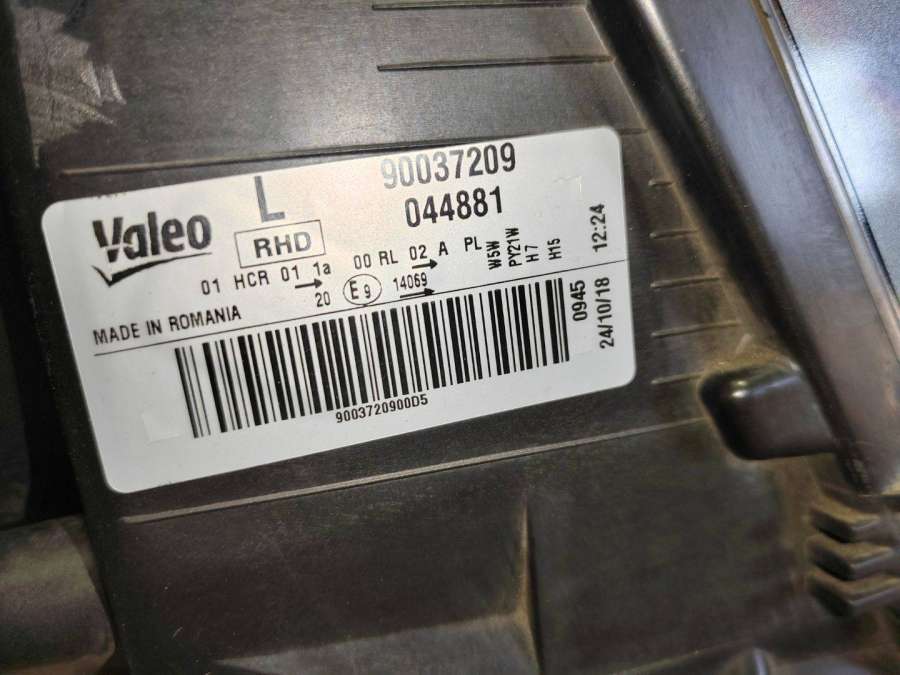 Valeo
L
RHD
90037209
044881
01 HCR 01 1a 00 RL 02 A PL
20 E9 14069
W5W
PY21W
H7
H15
MADE IN ROMANIA
0945 12:24
24/10/18
9003720900D5